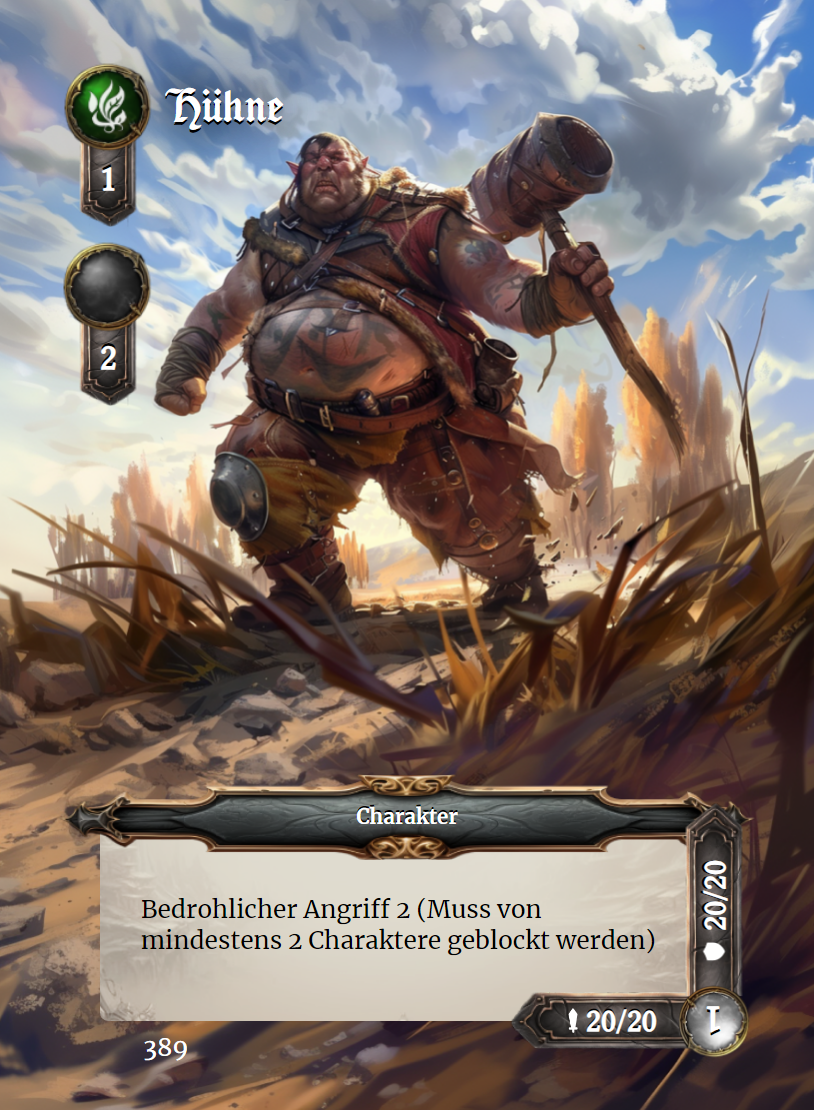 Hühne
1
2
Charakter
Bedrohlicher Angriff 2 (Muss von
mindestens 2 Charaktere geblockt werden)
20/20
20/20
1
389